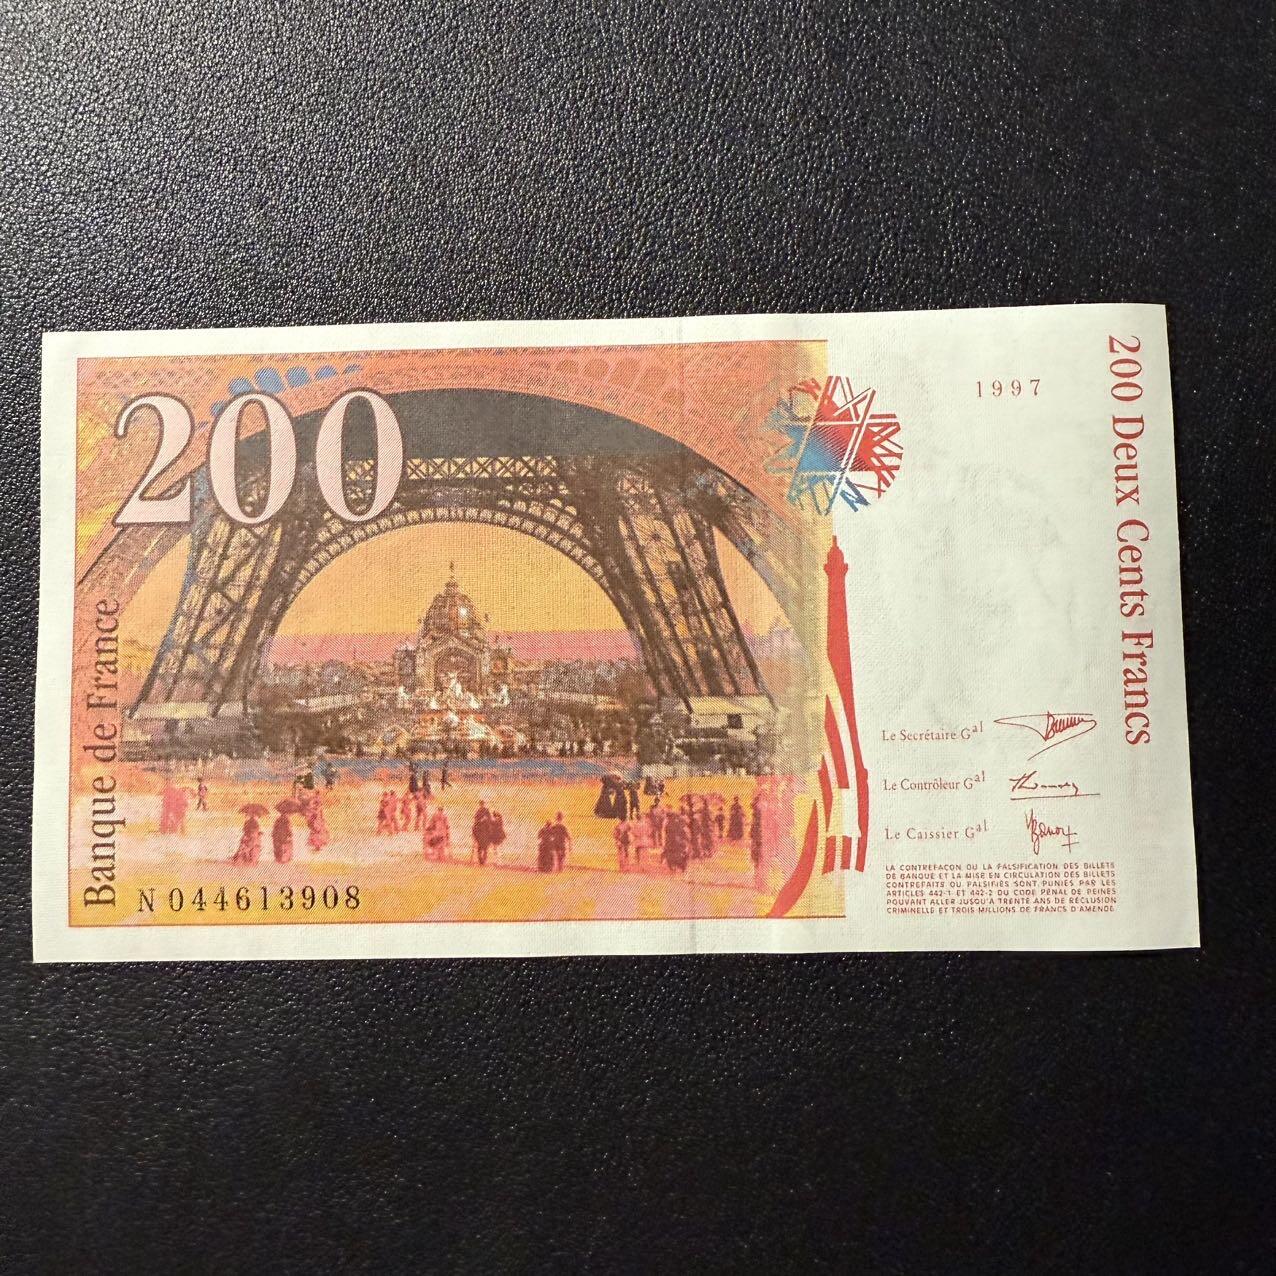 200
1997
200 Deux Cents Francs
Banque de France
Le Secrétaire Gal
Le Contrôleur Gal
Le Caissier Gal
LA CONTREFAÇON OU LA FALSIFICATION DES BILLETS
DE BANQUE ET LA MISE EN CIRCULATION DES BILLETS
CONTREFAITS OU FALSIFIÉS SONT PUNIES PAR LES
ARTICLES 442-1 ET 442-2 DU CODE PÉNAL DE PEINES
POUVANT ALLER JUSQU'A TRENTE ANS DE RÉCLUSION
CRIMINELLE ET TROIS MILLIONS DE FRANCS D'AMENDE
N 044613908